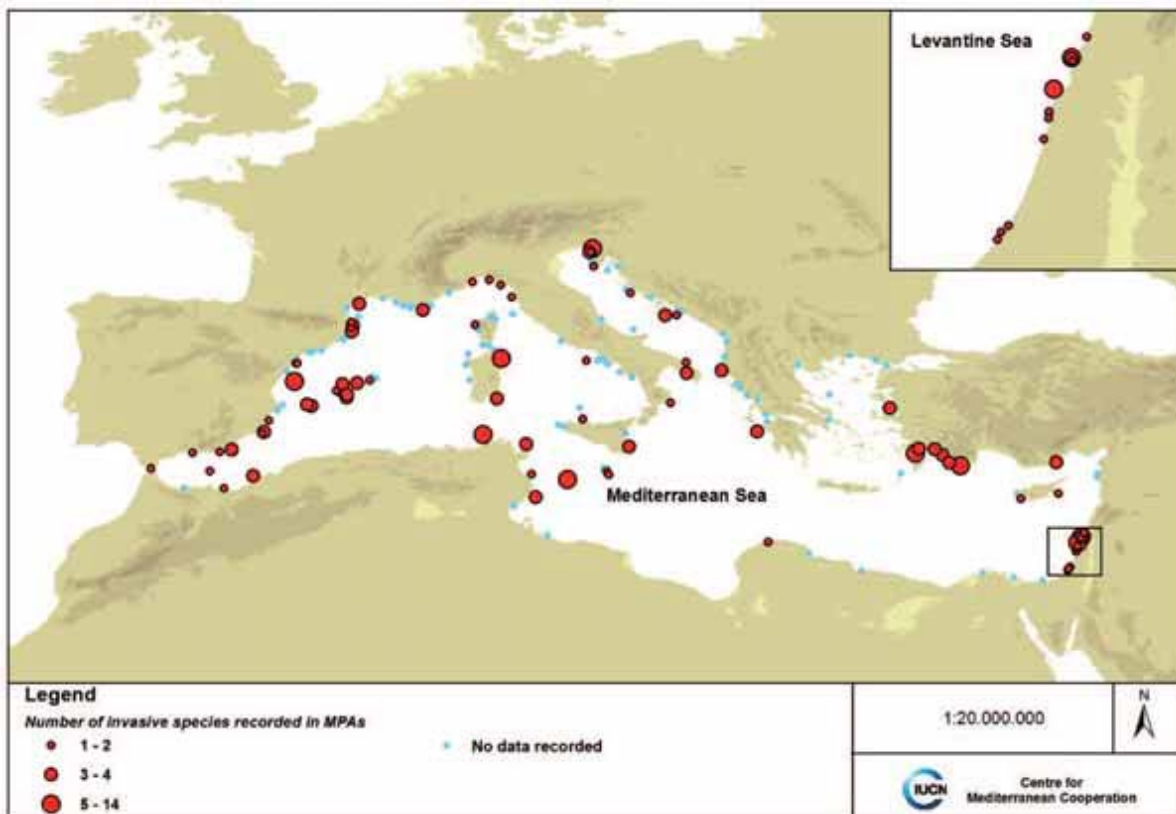 Levantine Sea
Mediterranean Sea
Legend
Number of invasive species recorded in MPAs
1 - 2
3 - 4
5 - 14
No data recorded
1:20.000.000
N
IUCN
Centre for
Mediterranean Cooperation